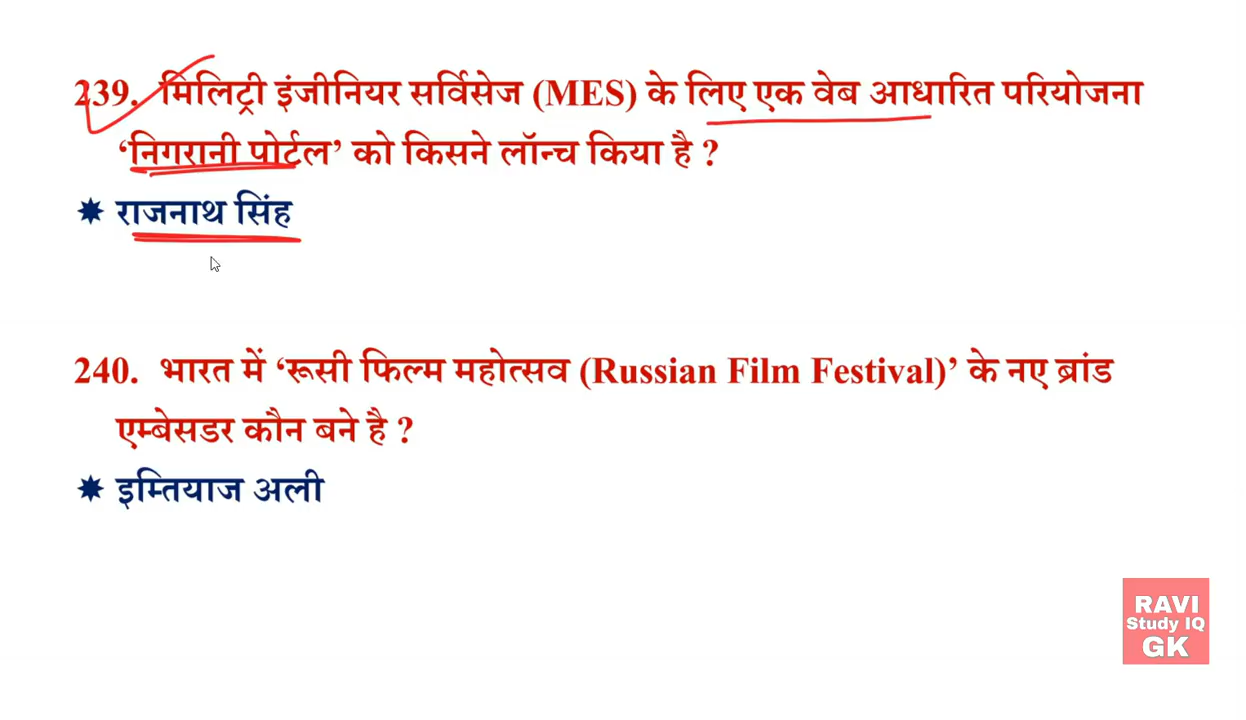 239. मिलिट्री इंजीनियर सर्विसेज (MES) के लिए एक वेब आधारित परियोजना
‘निगरानी पोर्टल’ को किसने लॉन्च किया है ?
✷ राजनाथ सिंह
240. भारत में ‘रूसी फिल्म महोत्सव (Russian Film Festival)’ के नए ब्रांड
एम्बेसडर कौन बने है ?
✷ इम्तियाज अली
RAVI
Study IQ
GK